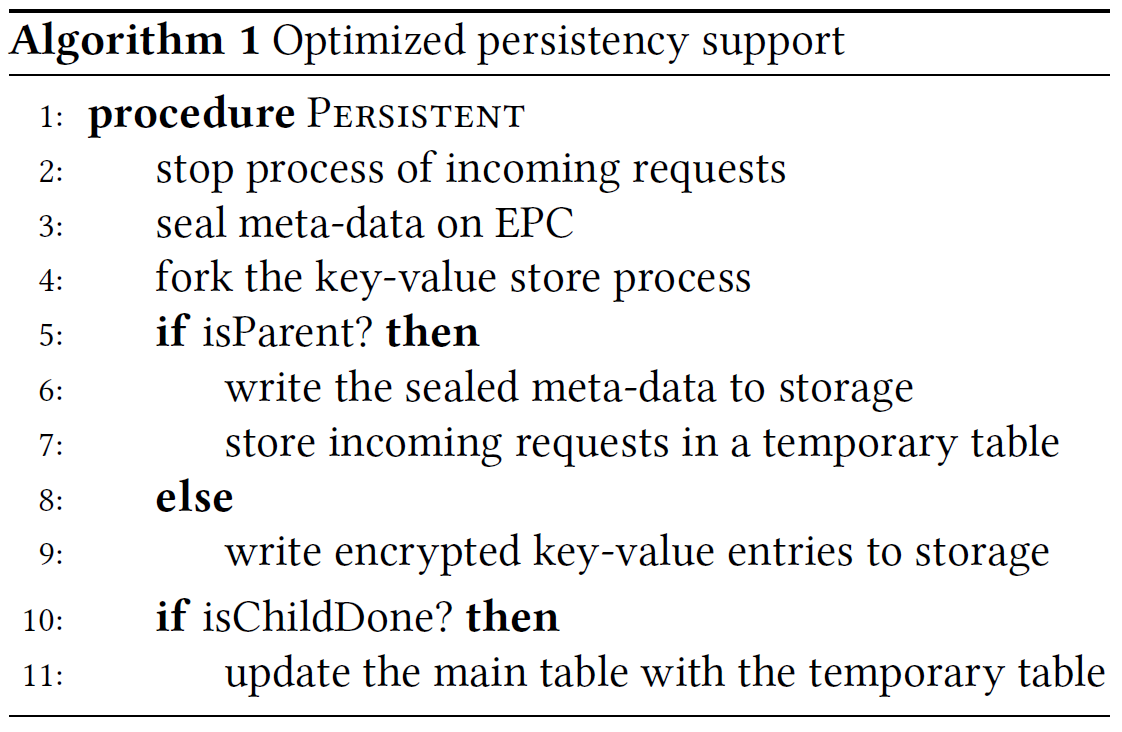 Algorithm 1 Optimized persistency support
1: procedure PERSISTENT
2: stop process of incoming requests
3: seal meta-data on EPC
4: fork the key-value store process
5: if isParent? then
6: write the sealed meta-data to storage
7: store incoming requests in a temporary table
8: else
9: write encrypted key-value entries to storage
10: if isChildDone? then
11: update the main table with the temporary table